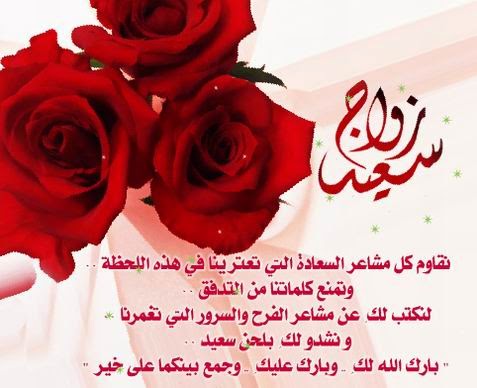 زواج
سعيد
نقاوم كل مشاعر السعادة التي تعترينا في هذه اللحظة ..
ونمنع كلماتنا من التدفق ..
لنكتب لك عن مشاعر الفرح والسرور التي تغمرنا
و نشدو لك بلحن سعيد ..
" بارك الله لك .. وبارك عليك .. وجمع بينكما على خير "